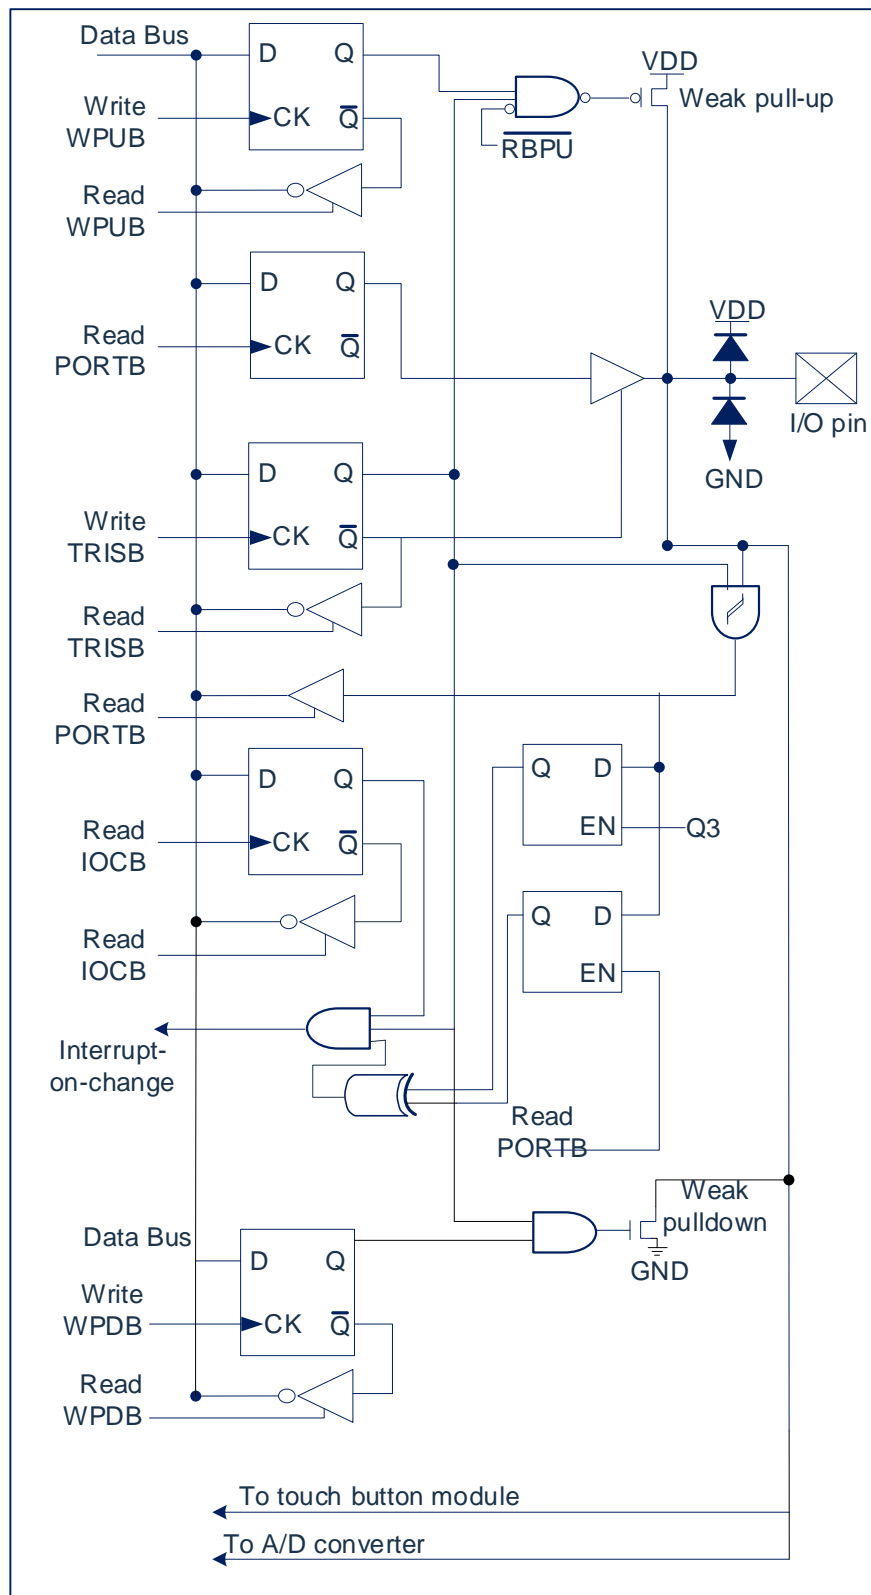 Data Bus
D
Q
Write
WPUB
CK
Q̅
Read
WPUB
VDD
Weak pull-up
R̅B̅P̅U̅
D
Q
Read
PORTB
CK
Q̅
VDD
I/O pin
GND
D
Q
Write
TRISB
CK
Q̅
Read
TRISB
Read
PORTB
D
Q
Read
IOCB
CK
Q̅
Read
IOCB
Q
D
EN
Q3
Q
D
EN
Interrupt-
on-change
Read
PORTB
Weak
pulldown
GND
Data Bus
D
Q
Write
WPDB
CK
Q̅
Read
WPDB
To touch button module
To A/D converter